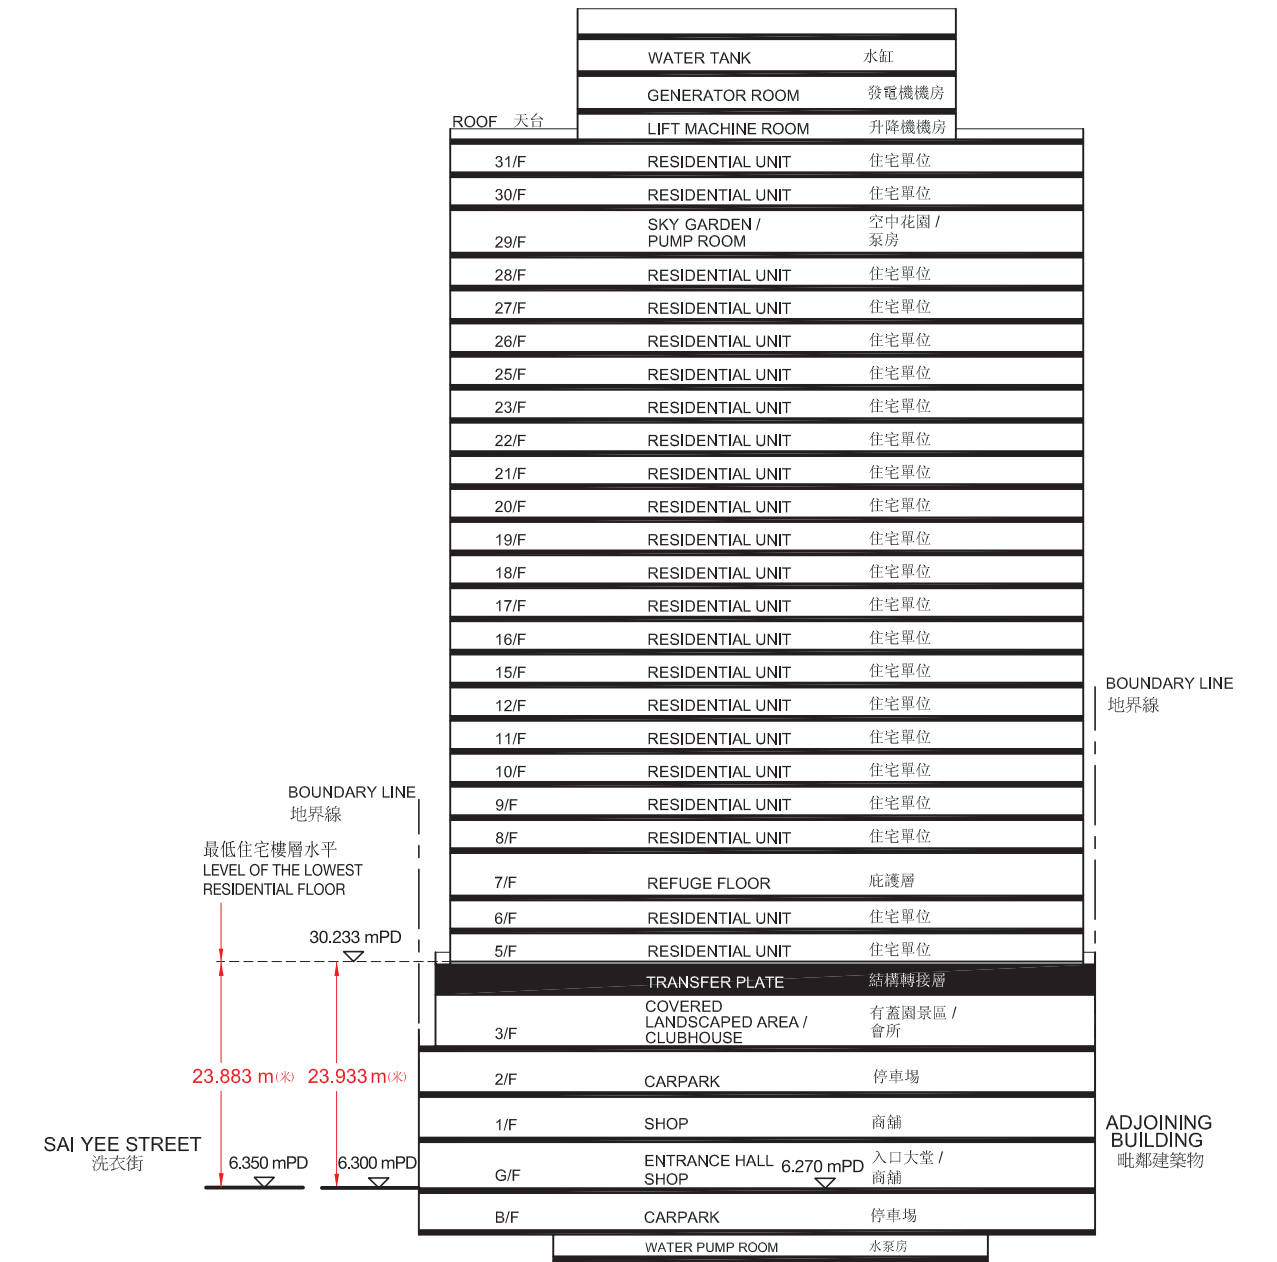 WATER TANK 水缸
GENERATOR ROOM 發電機機房
ROOF 天台
LIFT MACHINE ROOM 升降機機房
31/F RESIDENTIAL UNIT 住宅單位
30/F RESIDENTIAL UNIT 住宅單位
SKY GARDEN / 空中花園 /
29/F PUMP ROOM 泵房
28/F RESIDENTIAL UNIT 住宅單位
27/F RESIDENTIAL UNIT 住宅單位
26/F RESIDENTIAL UNIT 住宅單位
25/F RESIDENTIAL UNIT 住宅單位
23/F RESIDENTIAL UNIT 住宅單位
22/F RESIDENTIAL UNIT 住宅單位
21/F RESIDENTIAL UNIT 住宅單位
20/F RESIDENTIAL UNIT 住宅單位
19/F RESIDENTIAL UNIT 住宅單位
18/F RESIDENTIAL UNIT 住宅單位
17/F RESIDENTIAL UNIT 住宅單位
16/F RESIDENTIAL UNIT 住宅單位
15/F RESIDENTIAL UNIT 住宅單位
BOUNDARY LINE
地界線
12/F RESIDENTIAL UNIT 住宅單位
11/F RESIDENTIAL UNIT 住宅單位
10/F RESIDENTIAL UNIT 住宅單位
BOUNDARY LINE
地界線
9/F RESIDENTIAL UNIT 住宅單位
8/F RESIDENTIAL UNIT 住宅單位
最低住宅樓層水平
LEVEL OF THE LOWEST
RESIDENTIAL FLOOR
7/F REFUGE FLOOR 庇護層
6/F RESIDENTIAL UNIT 住宅單位
30.233 mPD
5/F RESIDENTIAL UNIT 住宅單位
TRANSFER PLATE 結構轉接層
COVERED
LANDSCAPED AREA / 有蓋園景區 /
3/F CLUBHOUSE 會所
23.883 m(米) 23.933 m(米)
2/F CARPARK 停車場
1/F SHOP 商舖
SAI YEE STREET
洗衣街
ADJOINING
BUILDING
毗鄰建築物
6.350 mPD 6.300 mPD
ENTRANCE HALL 6.270 mPD 入口大堂 /
G/F SHOP 商舖
B/F CARPARK 停車場
WATER PUMP ROOM 水泵房